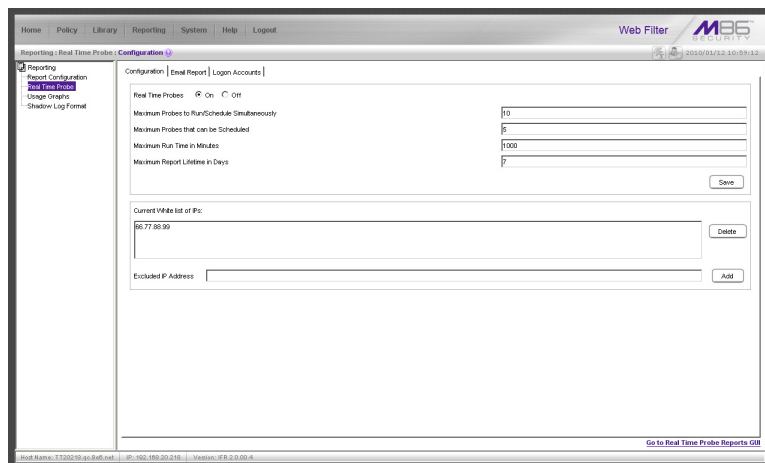 Home Policy Library Reporting System Help Logout
Web Filter
M86 SECURITY
Reporting : Real Time Probe : Configuration
2010/01/12 10:59:12
Reporting
Report Configuration
Real Time Probe
Usage Graphs
Shadow Log Format
Configuration Email Report Logon Accounts
Real Time Probes On Off
Maximum Probes to Run/Schedule Simultaneously 10
Maximum Probes that can be Scheduled 5
Maximum Run Time in Minutes 1000
Maximum Report Lifetime in Days 7
Save
Current White list of IPs:
66.77.88.99
Delete
Excluded IP Address Add
Go to Real Time Probe Reports GUI
Host Name: TT20218.qc.8e6.net IP: 192.168.20.218 Version: IFR 2.0.00.4